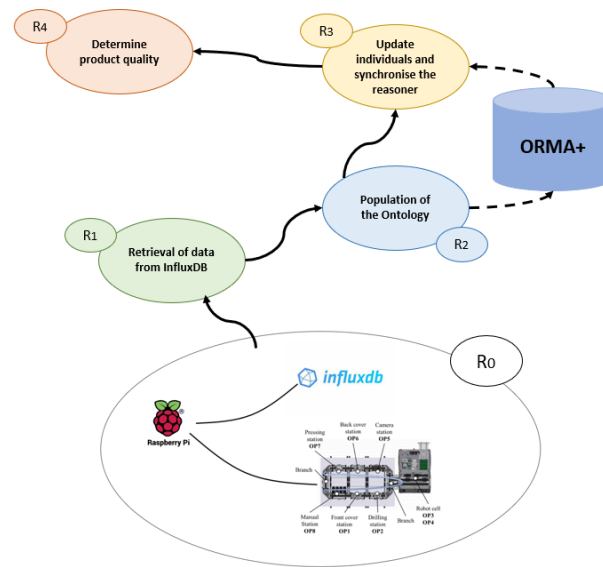 R4
Determine
product quality
R3
Update
individuals and
synchronise the
reasoner
ORMA+
Population of
the Ontology
R2
R1
Retrieval of data
from InfluxDB
R0
influxdb
Raspberry Pi
Pressing
station
OP7
Back cover
station
OP6
Camera
station
OP5
Branch
Manual
Station
OP8
Front cover
station
OP1
Drilling
station
OP2
Branch
Robot cell
OP3
OP4